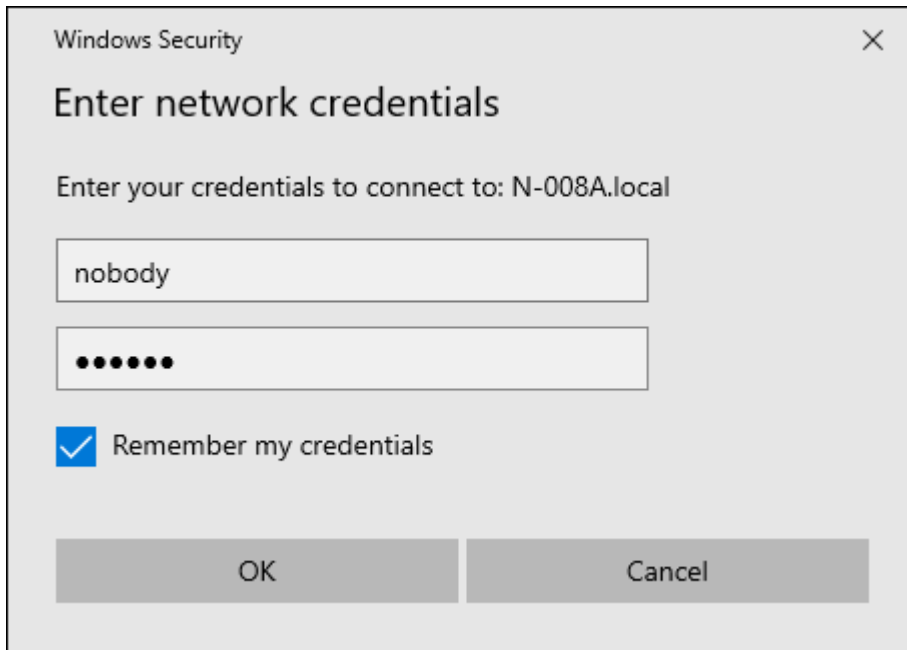 Windows Security
Enter network credentials
Enter your credentials to connect to: N-008A.local
nobody
••••••
Remember my credentials
OK
Cancel